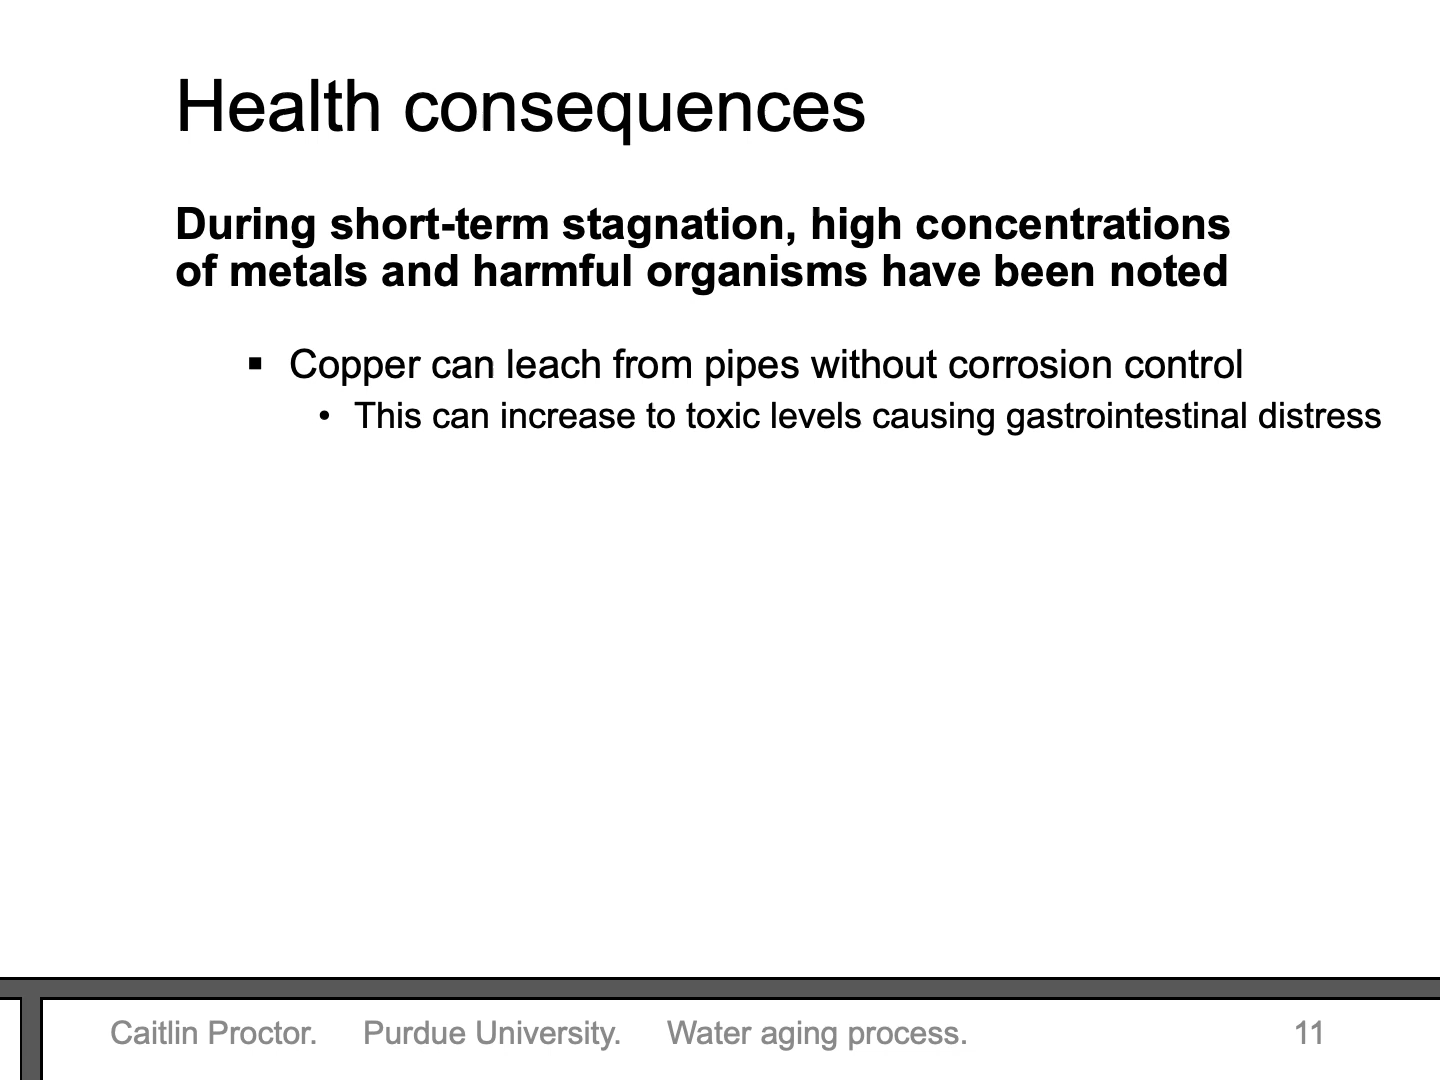 Health consequences
During short-term stagnation, high concentrations
of metals and harmful organisms have been noted
▪ Copper can leach from pipes without corrosion control
• This can increase to toxic levels causing gastrointestinal distress
Caitlin Proctor. Purdue University. Water aging process. 11